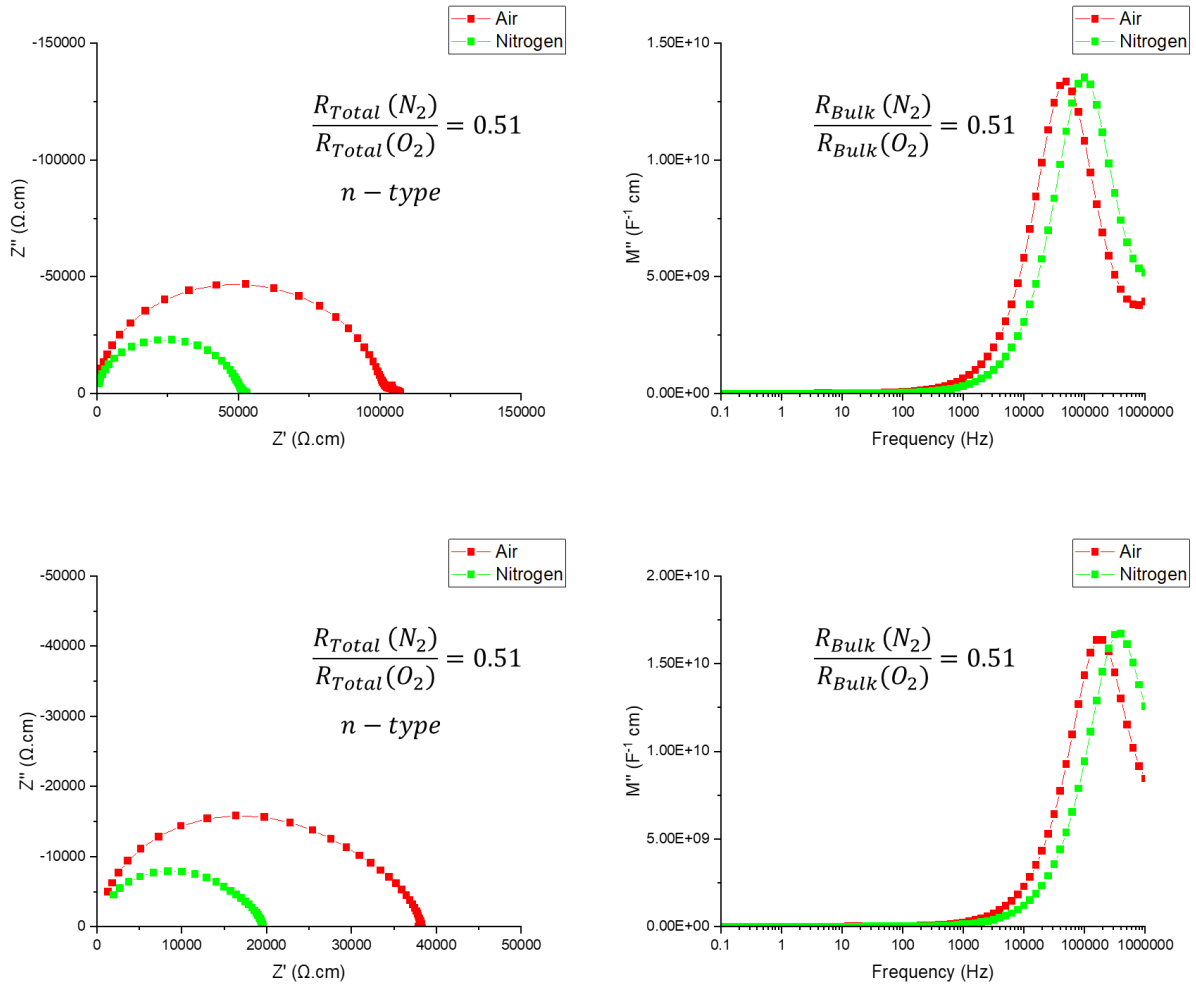 Air
Nitrogen
-150000
-100000
-50000
0
0
50000
100000
150000
Z'' (Ω.cm)
Z' (Ω.cm)
R_Total (N_2)
R_Total(O_2)
= 0.51
n − type
Air
Nitrogen
1.50E+10
1.00E+10
5.00E+09
0.00E+00
0.1
1
10
100
1000
10000
100000
1000000
M'' (F⁻¹ cm)
Frequency (Hz)
R_Bulk (N_2)
R_Bulk(O_2)
= 0.51
Air
Nitrogen
-50000
-40000
-30000
-20000
-10000
0
0
10000
20000
30000
40000
50000
Z'' (Ω.cm)
Z' (Ω.cm)
R_Total (N_2)
R_Total(O_2)
= 0.51
n − type
Air
Nitrogen
2.00E+10
1.50E+10
1.00E+10
5.00E+09
0.00E+00
0.1
1
10
100
1000
10000
100000
1000000
M'' (F⁻¹ cm)
Frequency (Hz)
R_Bulk (N_2)
R_Bulk(O_2)
= 0.51